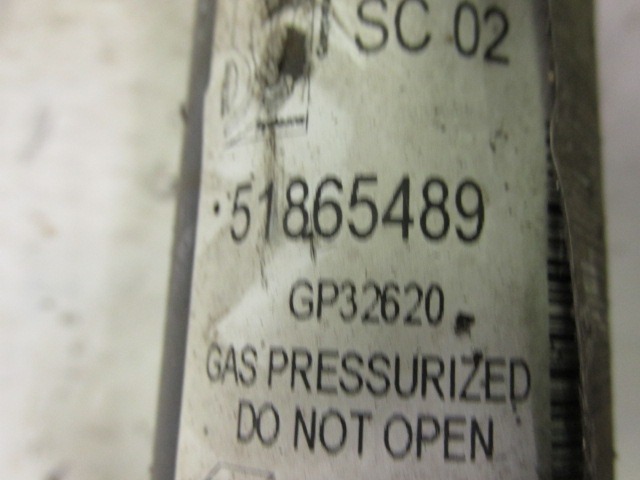 SC 02
51865489
GP32620
GAS PRESSURIZED
DO NOT OPEN